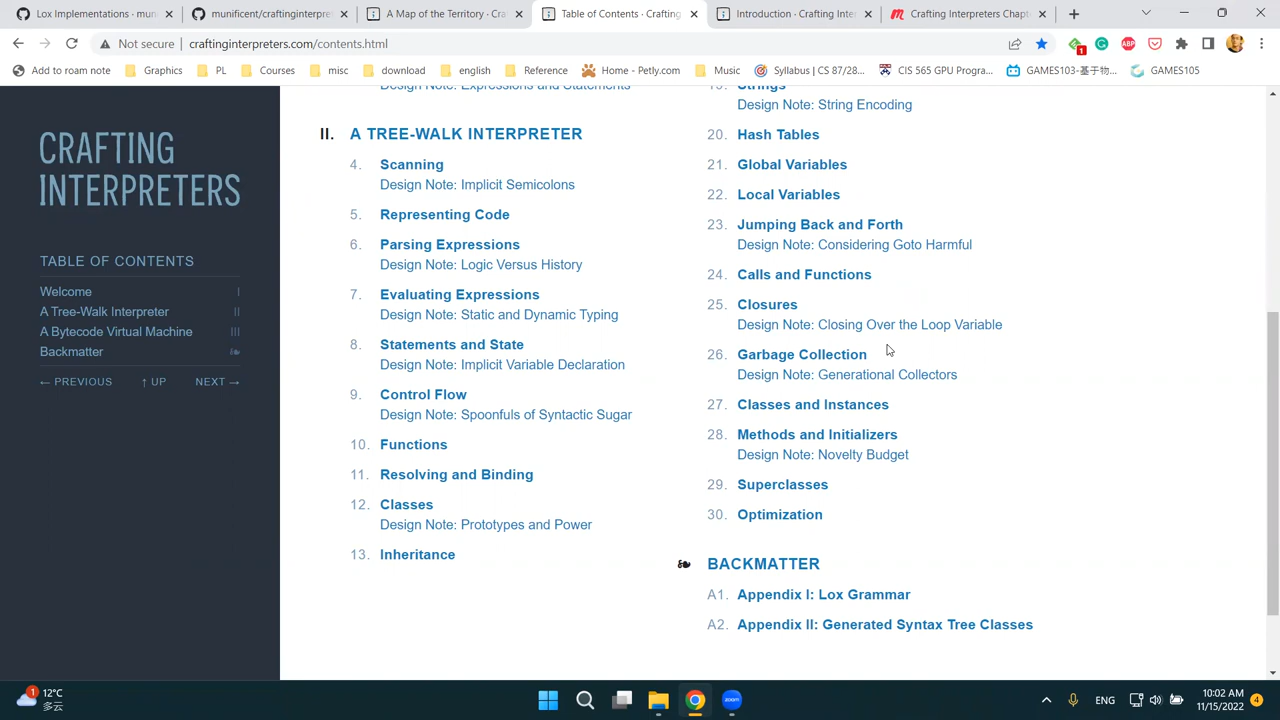 Lox Implementations · mun
munificent/craftinginterpreters
A Map of the Territory · Cra
Table of Contents · Crafting
Introduction · Crafting Inter
Crafting Interpreters Chapt
Not secure
craftinginterpreters.com/contents.html
1
ABP
Add to roam note
Graphics
PL
Courses
misc
download
english
Reference
Home - Petly.com
Music
Syllabus | CS 87/28...
CIS 565 GPU Progra...
GAMES103-基于物...
GAMES105
CRAFTING
INTERPRETERS
TABLE OF CONTENTS
Welcome I
A Tree-Walk Interpreter II
A Bytecode Virtual Machine III
Backmatter ❧
← PREVIOUS ↑ UP NEXT →
Design Note: Expressions and Statements
II. A TREE-WALK INTERPRETER
4. Scanning
Design Note: Implicit Semicolons
5. Representing Code
6. Parsing Expressions
Design Note: Logic Versus History
7. Evaluating Expressions
Design Note: Static and Dynamic Typing
8. Statements and State
Design Note: Implicit Variable Declaration
9. Control Flow
Design Note: Spoonfuls of Syntactic Sugar
10. Functions
11. Resolving and Binding
12. Classes
Design Note: Prototypes and Power
13. Inheritance
19. Strings
Design Note: String Encoding
20. Hash Tables
21. Global Variables
22. Local Variables
23. Jumping Back and Forth
Design Note: Considering Goto Harmful
24. Calls and Functions
25. Closures
Design Note: Closing Over the Loop Variable
26. Garbage Collection
Design Note: Generational Collectors
27. Classes and Instances
28. Methods and Initializers
Design Note: Novelty Budget
29. Superclasses
30. Optimization
❧ BACKMATTER
A1. Appendix I: Lox Grammar
A2. Appendix II: Generated Syntax Tree Classes
1
12°C
多云
zoom
ENG
10:02 AM
11/15/2022
4